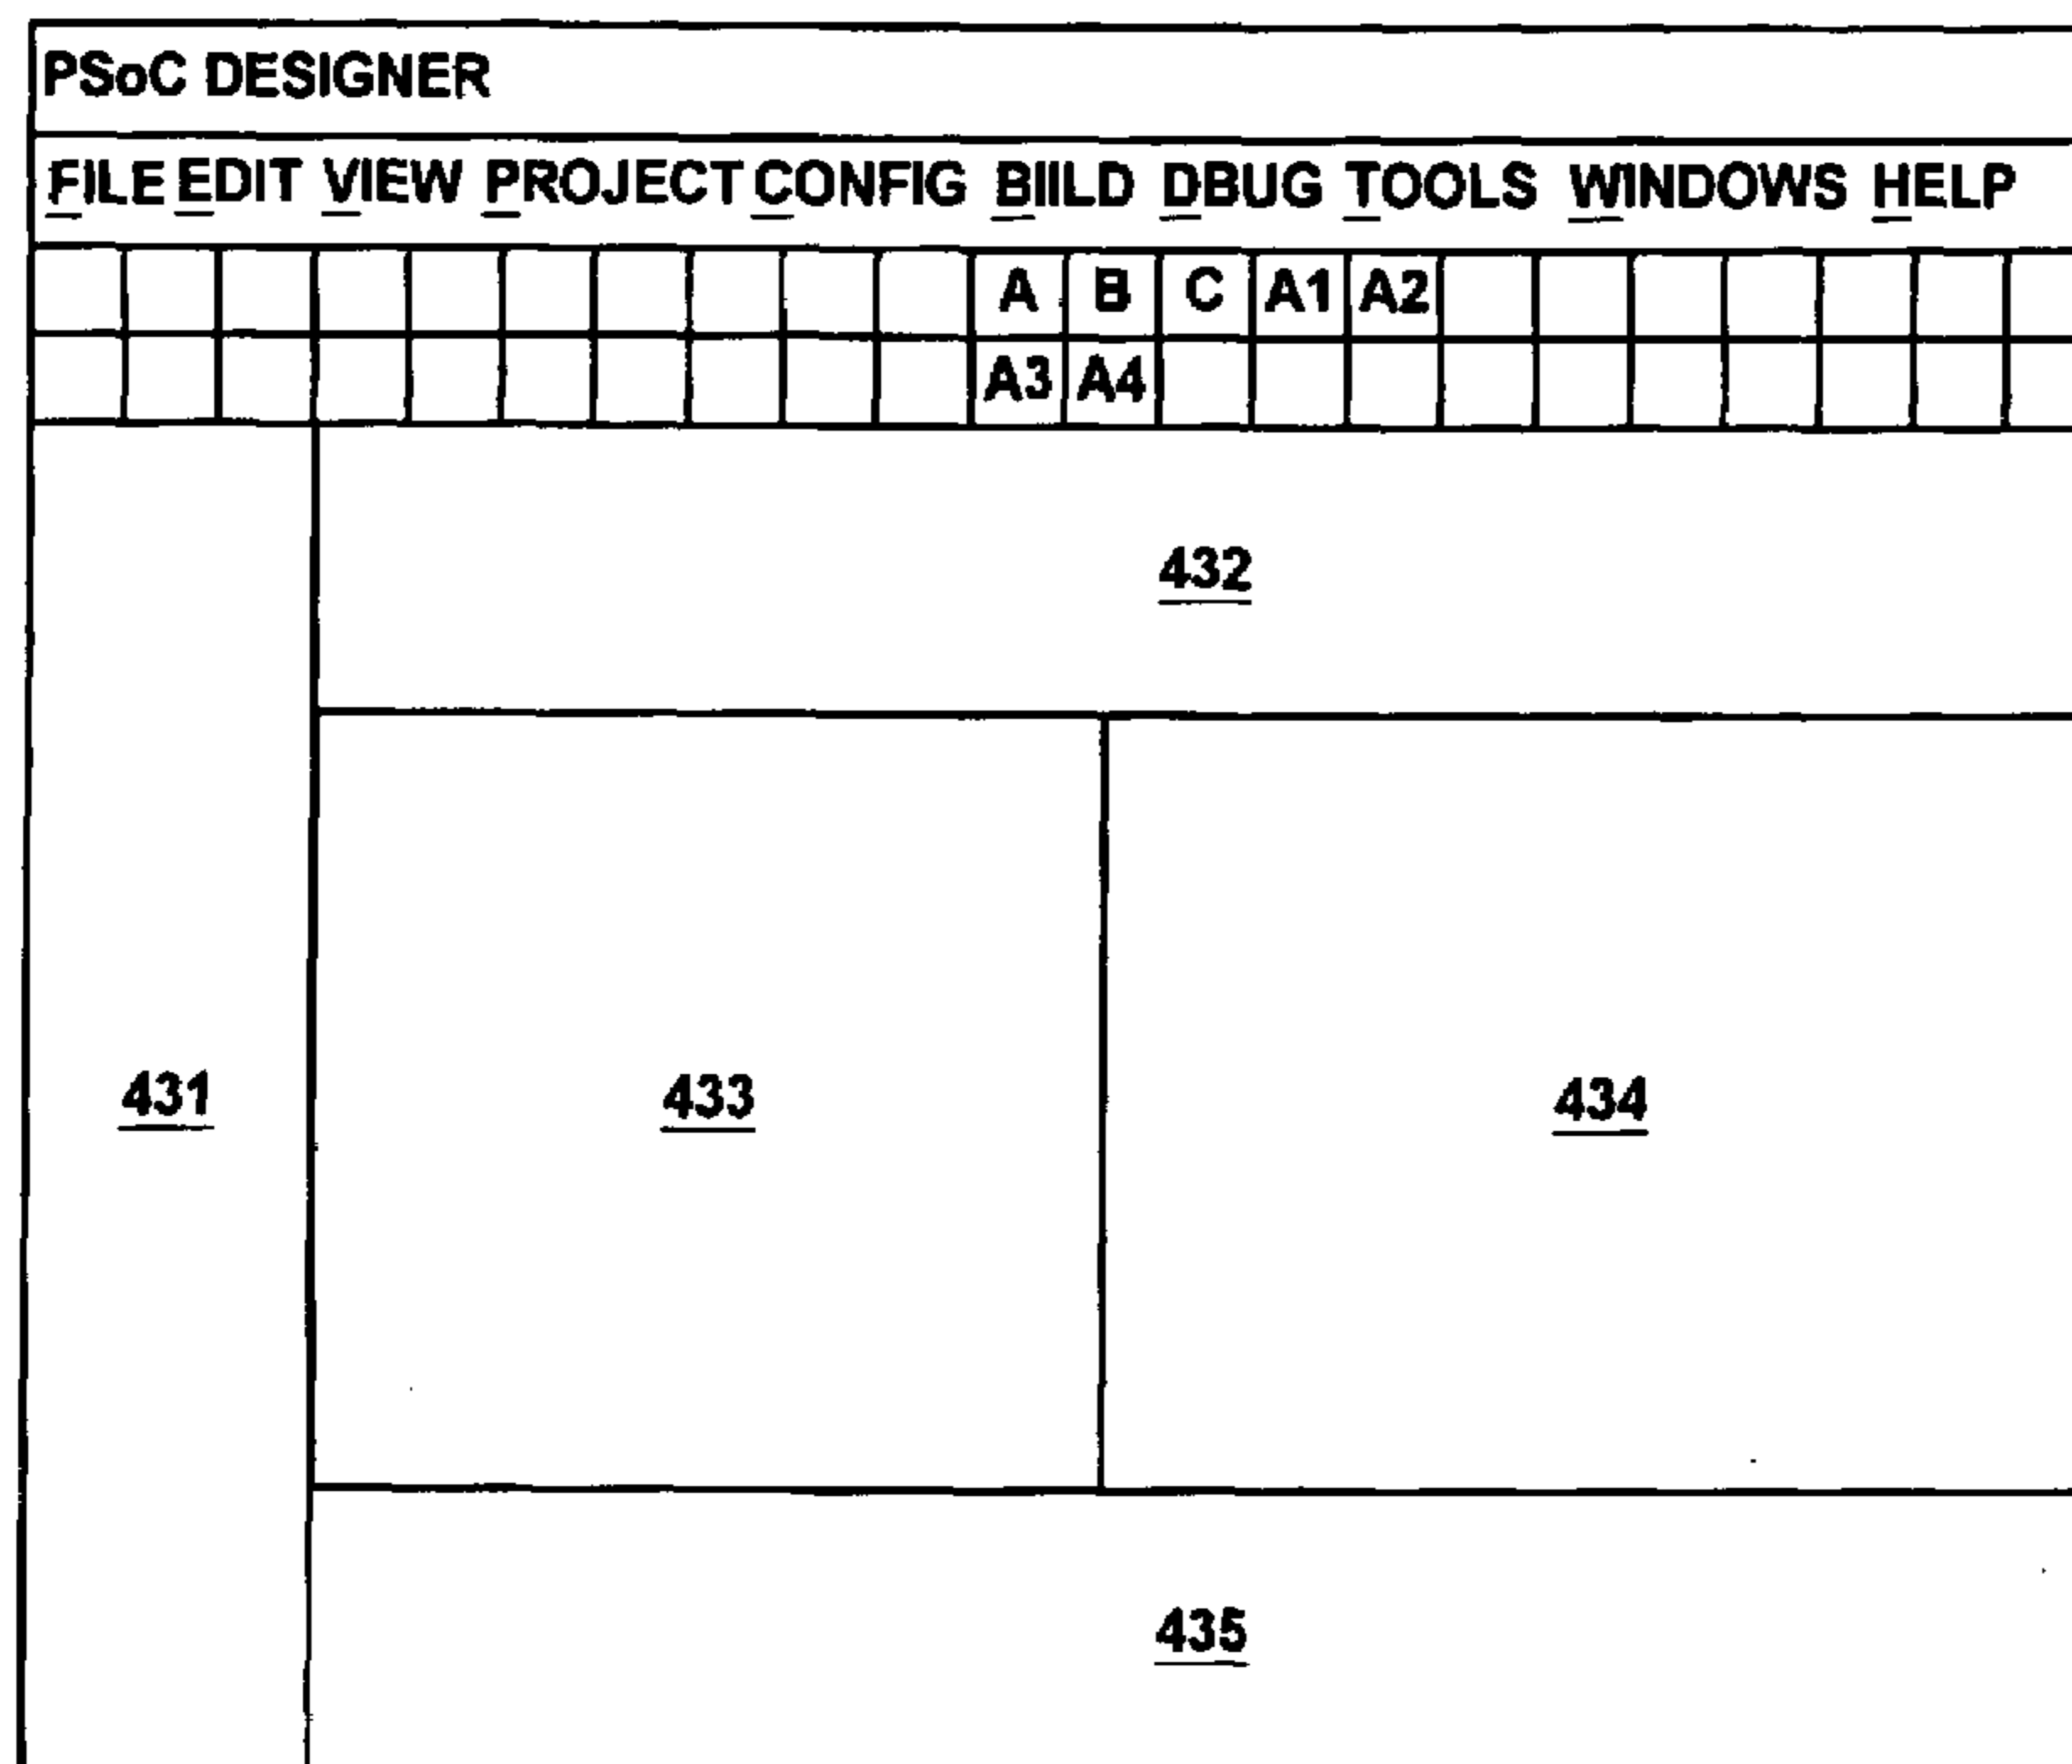 PSoC DESIGNER
FILE EDIT VIEW PROJECT CONFIG BIILD DBUG TOOLS WINDOWS HELP
A B C A1 A2
A3 A4
432
431 433 434
435